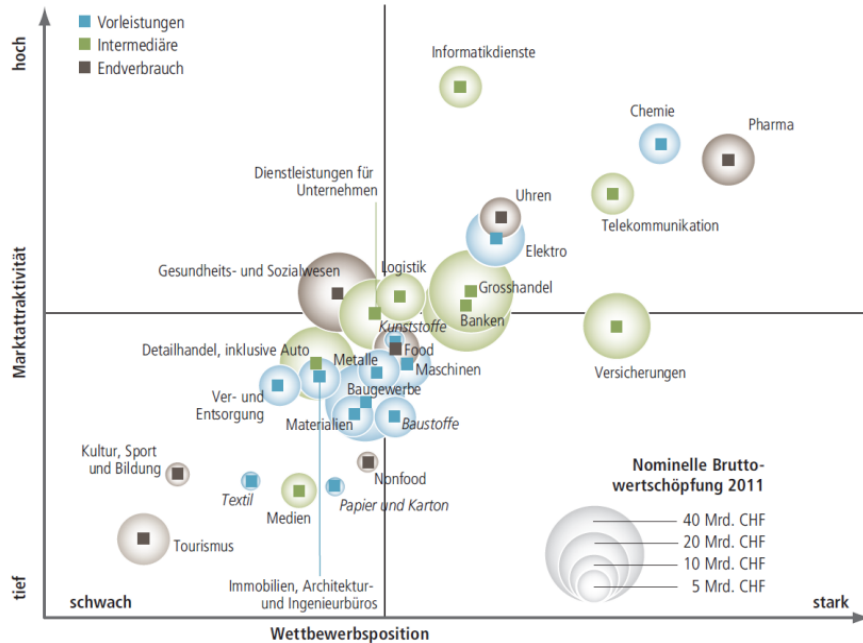 hoch
Vorleistungen
Intermediäre
Endverbrauch
Informatikdienste
Chemie
Pharma
Dienstleistungen für
Unternehmen
Uhren
Telekommunikation
Elektro
Gesundheits- und Sozialwesen
Logistik
Grosshandel
Banken
Marktattraktivität
Kunststoffe
Detailhandel, inklusive Auto
Metalle
Food
Maschinen
Versicherungen
Ver- und
Entsorgung
Baugewerbe
Materialien
Baustoffe
Kultur, Sport
und Bildung
Nonfood
Textil
Medien
Papier und Karton
Tourismus
Nominelle Brutto-
wertschöpfung 2011
40 Mrd. CHF
20 Mrd. CHF
10 Mrd. CHF
5 Mrd. CHF
Immobilien, Architektur-
und Ingenieurbüros
tief
schwach
stark
Wettbewerbsposition